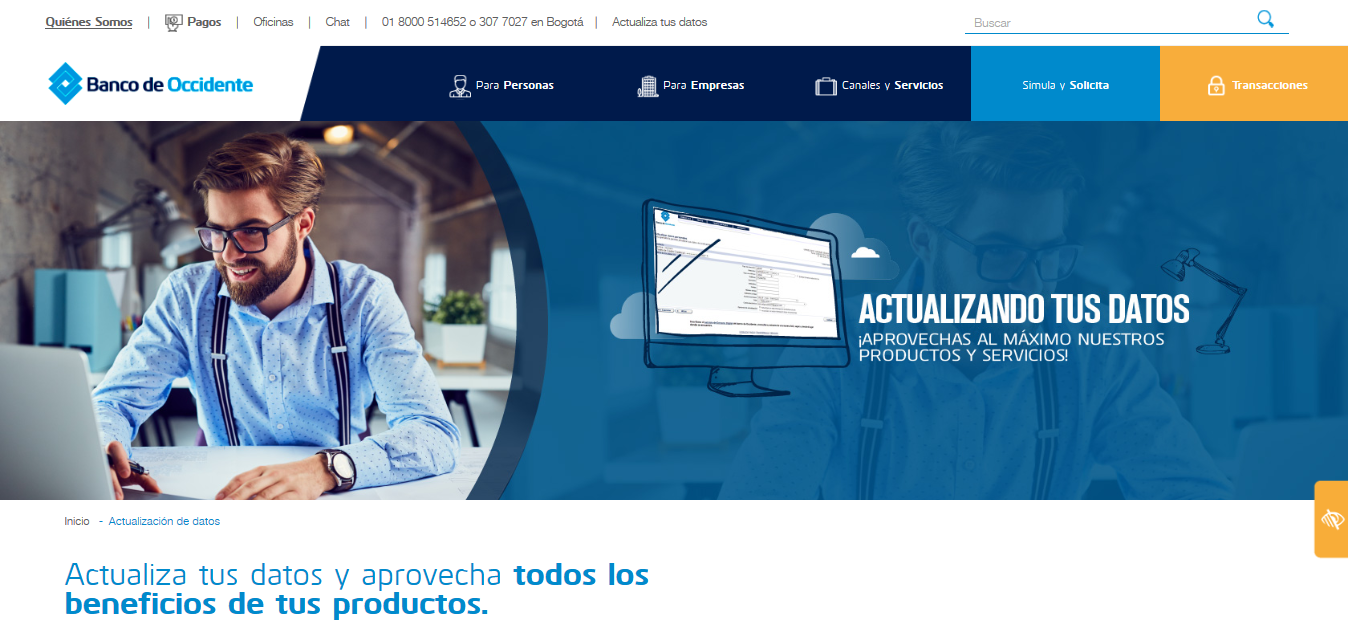 Quiénes Somos | Pagos | Oficinas | Chat | 01 8000 514652 o 307 7027 en Bogotá | Actualiza tus datos
Buscar
Banco de Occidente
Para Personas
Para Empresas
Canales y Servicios
Simula y Solicita
Transacciones
ACTUALIZANDO TUS DATOS
¡APROVECHAS AL MÁXIMO NUESTROS
PRODUCTOS Y SERVICIOS!
Inicio - Actualización de datos
Actualiza tus datos y aprovecha todos los
beneficios de tus productos.